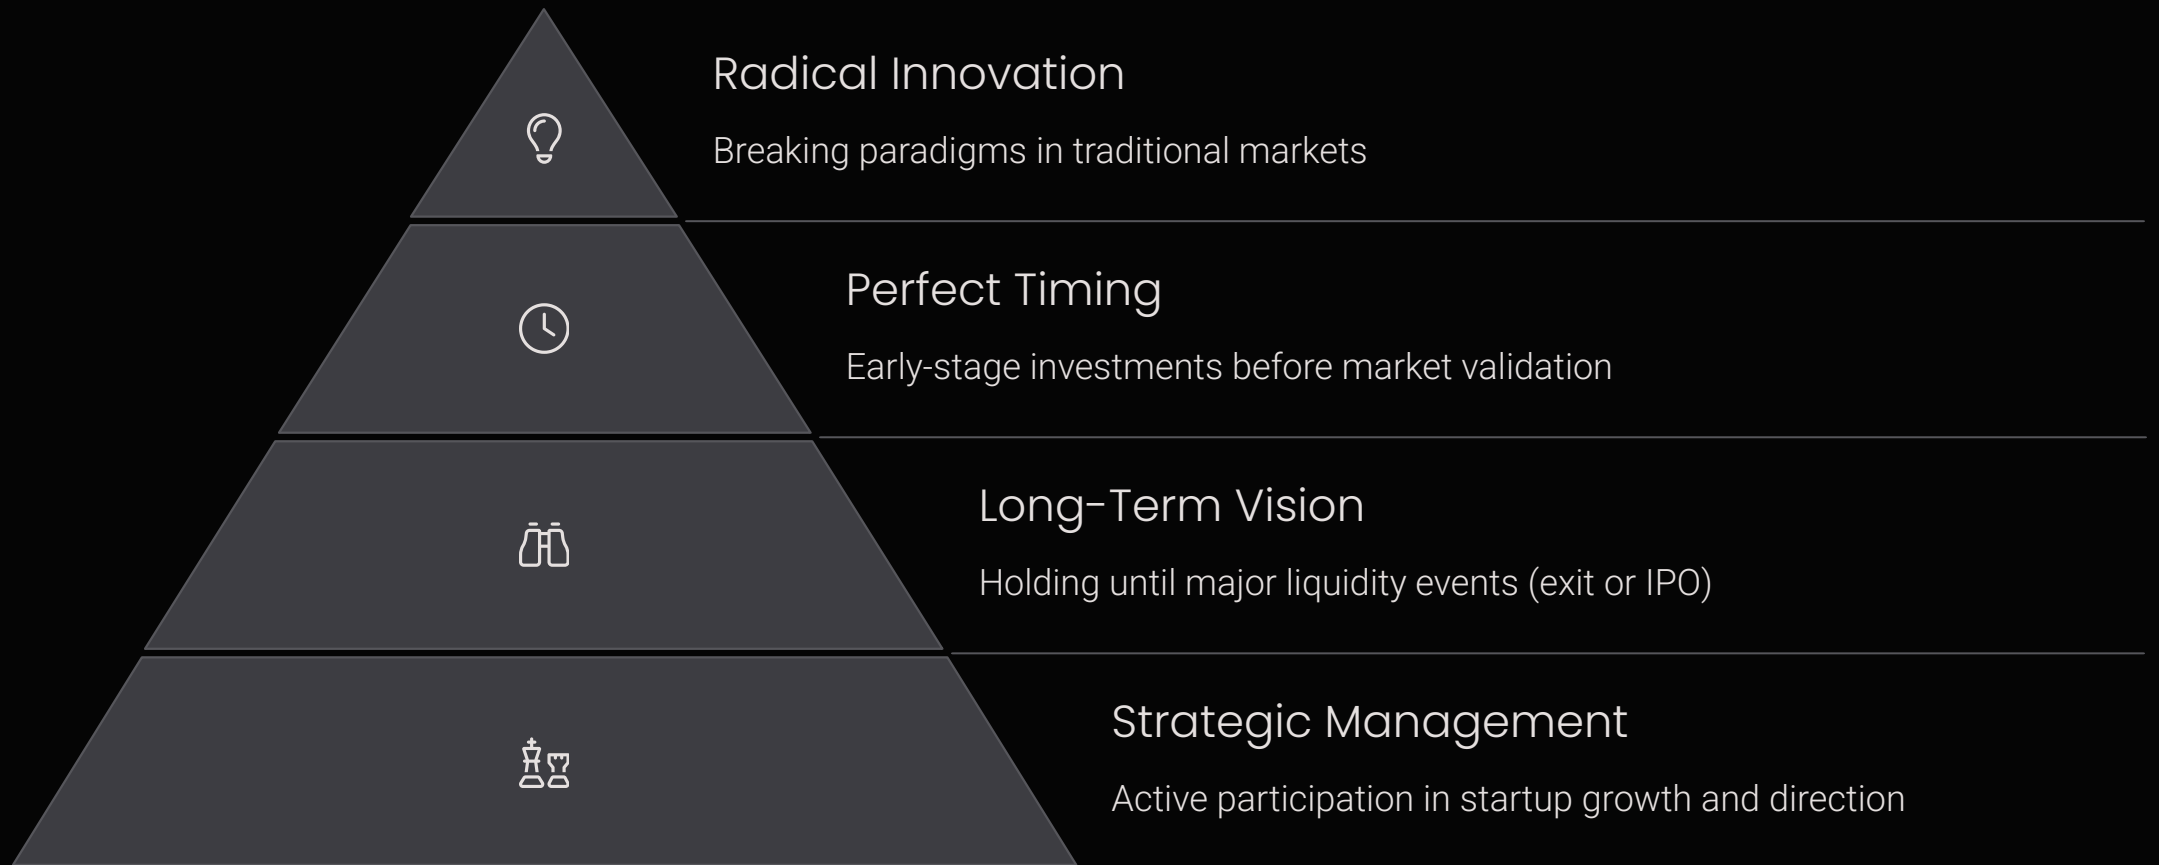 Radical Innovation
Breaking paradigms in traditional markets
Perfect Timing
Early-stage investments before market validation
Long-Term Vision
Holding until major liquidity events (exit or IPO)
Strategic Management
Active participation in startup growth and direction